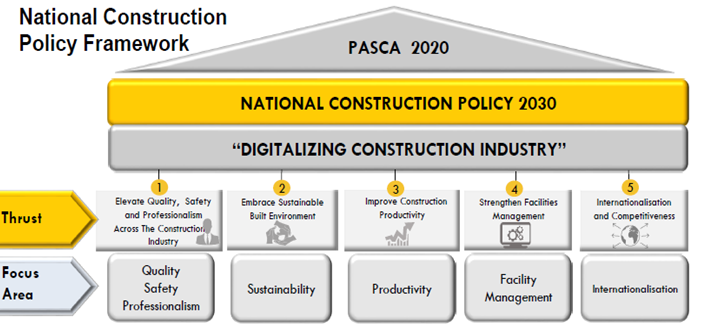 National Construction
Policy Framework
PASCA 2020
NATIONAL CONSTRUCTION POLICY 2030
“DIGITALIZING CONSTRUCTION INDUSTRY”
Thrust
1
Elevate Quality, Safety
and Professionalism
Across The Construction
Industry
2
Embrace Sustainable
Built Environment
3
Improve Construction
Productivity
4
Strengthen Facilities
Management
5
Internationalisation
and Competitiveness
Focus
Area
Quality
Safety
Professionalism
Sustainability
Productivity
Facility
Management
Internationalisation